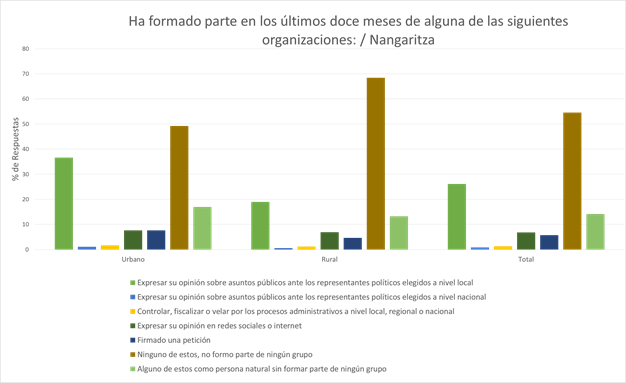 Ha formado parte en los últimos doce meses de alguna de las siguientes
organizaciones: / Nangaritza
80
70
60
50
40
30
20
10
0
% de Respuestas
Urbano Rural Total
Expresar su opinión sobre asuntos públicos ante los representantes políticos elegidos a nivel local
Expresar su opinión sobre asuntos públicos ante los representantes políticos elegidos a nivel nacional
Controlar, fiscalizar o velar por los procesos administrativos a nivel local, regional o nacional
Expresar su opinión en redes sociales o internet
Firmado una petición
Ninguno de estos, no formo parte de ningún grupo
Alguno de estos como persona natural sin formar parte de ningún grupo